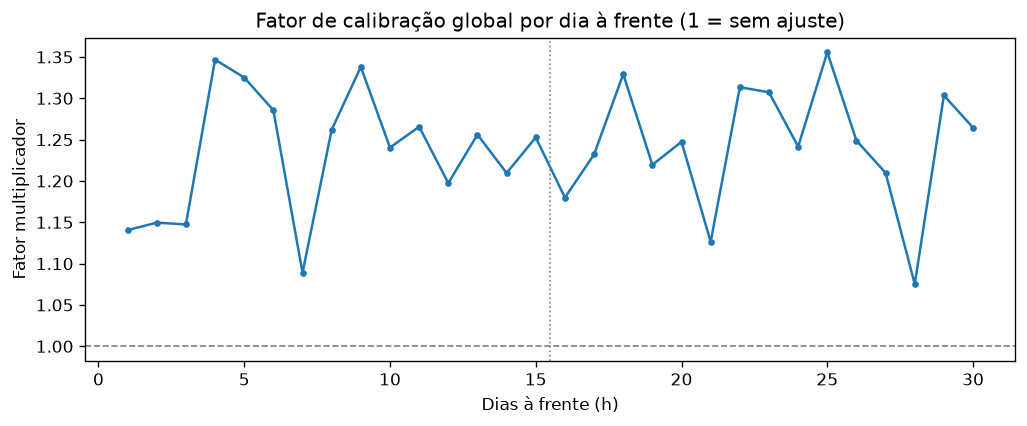 Fator de calibração global por dia à frente (1 = sem ajuste)
Fator multiplicador
1.35
1.30
1.25
1.20
1.15
1.10
1.05
1.00
0 5 10 15 20 25 30
Dias à frente (h)